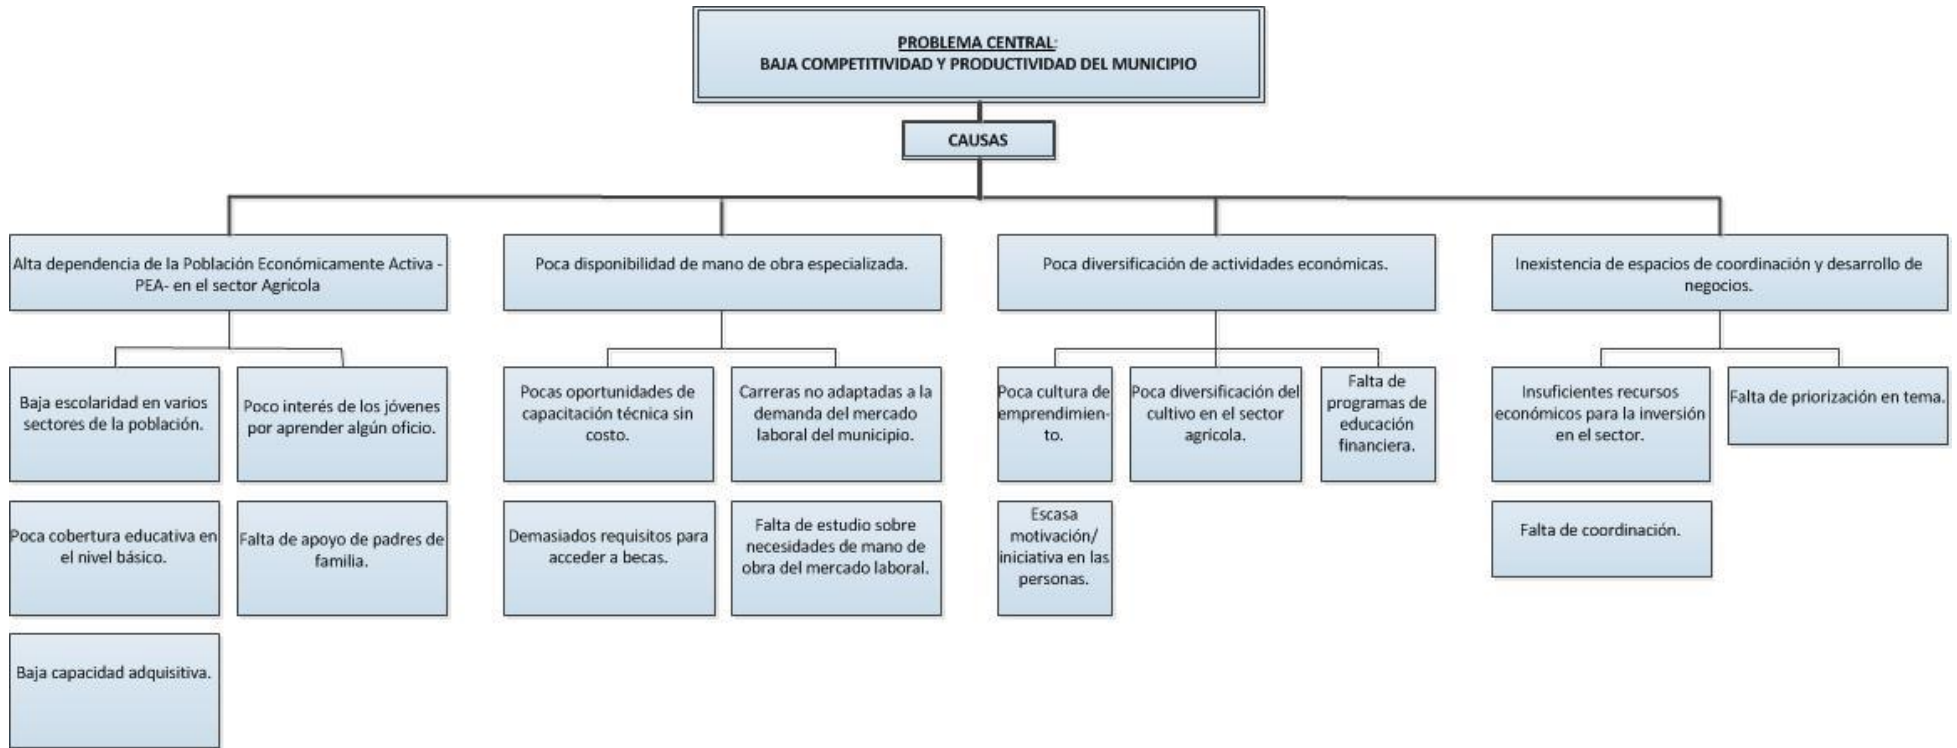 PROBLEMA CENTRAL:
BAJA COMPETITIVIDAD Y PRODUCTIVIDAD DEL MUNICIPIO
CAUSAS
Alta dependencia de la Población Económicamente Activa -
PEA- en el sector Agrícola
Poca disponibilidad de mano de obra especializada.
Poca diversificación de actividades económicas.
Inexistencia de espacios de coordinación y desarrollo de
negocios.
Baja escolaridad en varios
sectores de la población.
Poco interés de los jóvenes
por aprender algún oficio.
Pocas oportunidades de
capacitación técnica sin
costo.
Carreras no adaptadas a la
demanda del mercado
laboral del municipio.
Poca cultura de
emprendimien-
to.
Poca diversificación del
cultivo en el sector
agrícola.
Falta de
programas de
educación
financiera.
Insuficientes recursos
económicos para la inversión
en el sector.
Falta de priorización en tema.
Poca cobertura educativa en
el nivel básico.
Falta de apoyo de padres de
familia.
Demasiados requisitos para
acceder a becas.
Falta de estudio sobre
necesidades de mano de
obra del mercado laboral.
Escasa
motivación/
iniciativa en las
personas.
Falta de coordinación.
Baja capacidad adquisitiva.